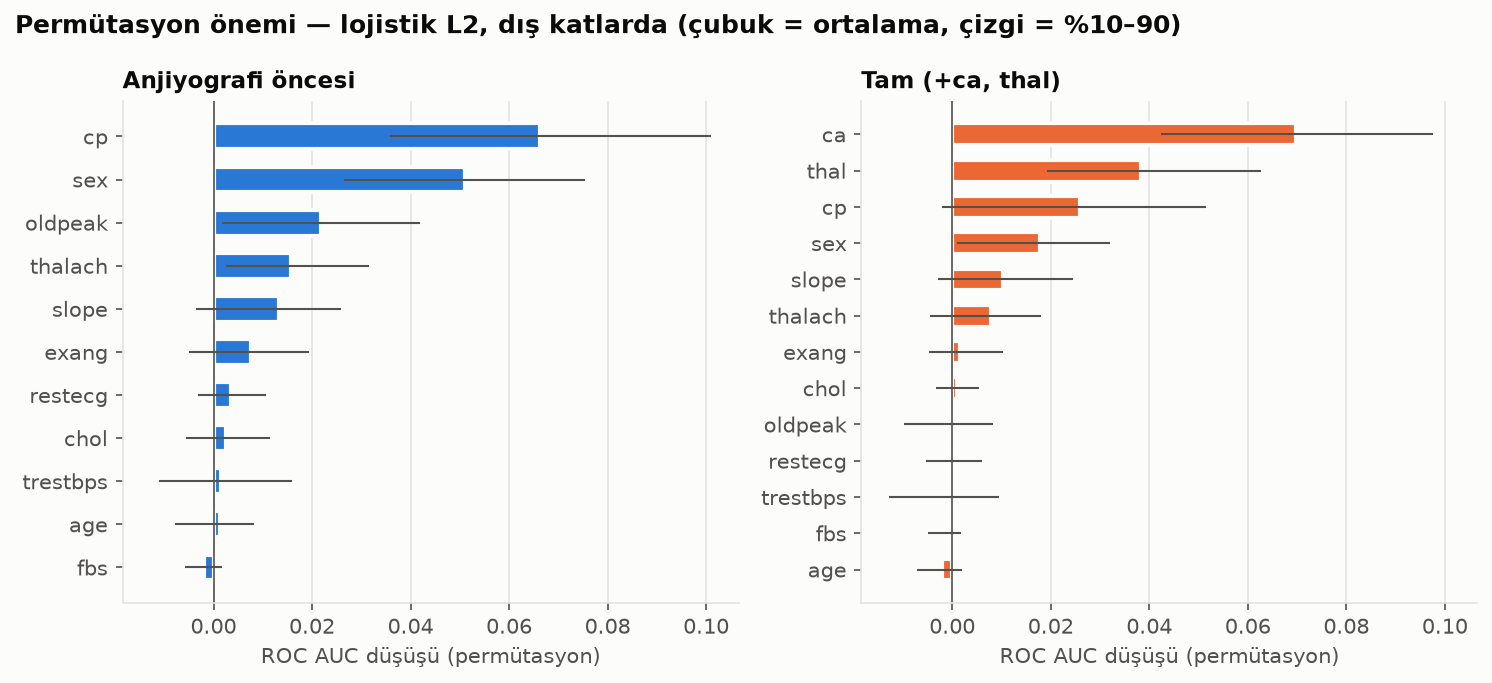 Permütasyon önemi — lojistik L2, dış katlarda (çubuk = ortalama, çizgi = %10–90)
Anjiyografi öncesi
cp
sex
oldpeak
thalach
slope
exang
restecg
chol
trestbps
age
fbs
0.00 0.02 0.04 0.06 0.08 0.10
ROC AUC düşüşü (permütasyon)
Tam (+ca, thal)
ca
thal
cp
sex
slope
thalach
exang
chol
oldpeak
restecg
trestbps
fbs
age
0.00 0.02 0.04 0.06 0.08 0.10
ROC AUC düşüşü (permütasyon)